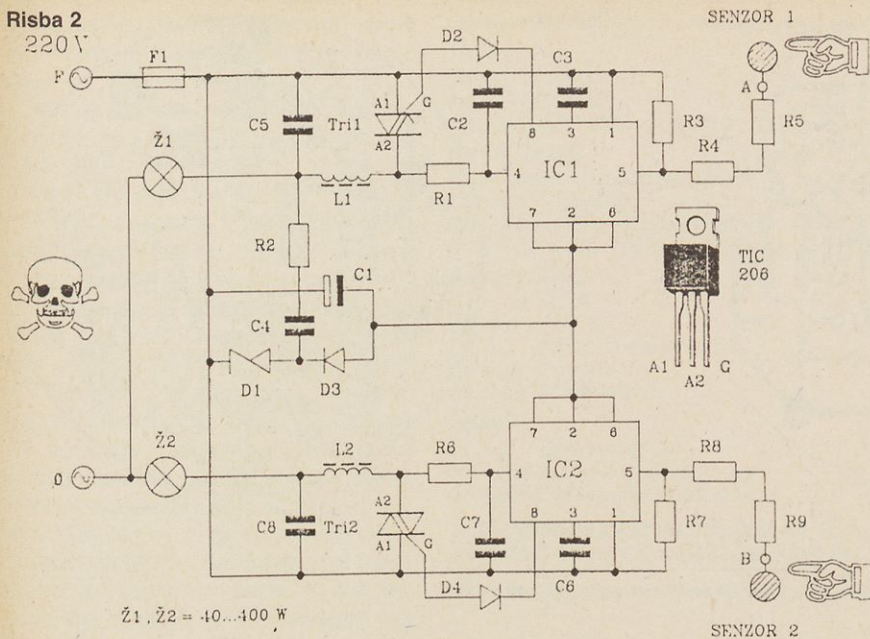 Risba 2
220V
SENZOR 1
F
F1
D2
C3
A
C5
Tri1
A1
G
A2
C2
8 3 1
R3
R5
Ž1
L1
R1
4
IC1
5
R4
7 2 6
R2
C1
TIC
206
C4
D1
D3
A1
A2
G
Ž2
L2
R6
7 2 6
R8
0
4
IC2
5
C8
Tri2
A2
A1
G
C7
8 3 1
R7
R9
B
D4
C6
Ž1, Ž2 = 40...400 W
SENZOR 2